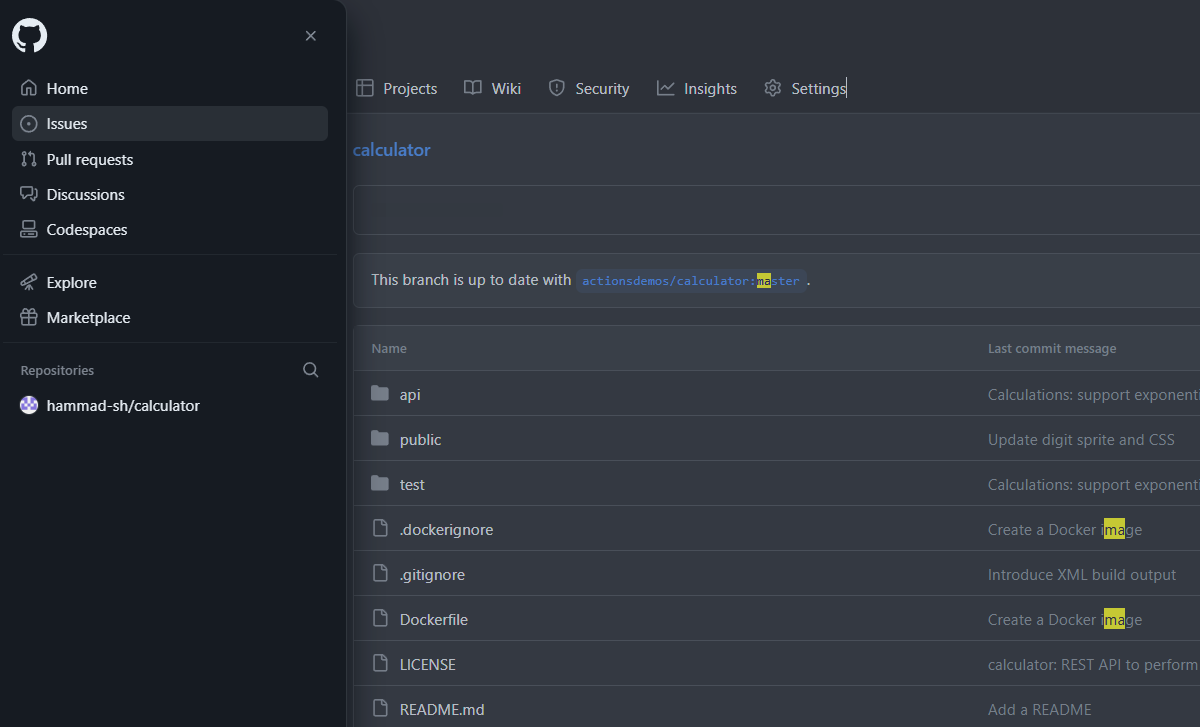 Home
Issues
Pull requests
Discussions
Codespaces
Explore
Marketplace
Repositories
hammad-sh/calculator
Projects Wiki Security Insights Settings
calculator
This branch is up to date with actionsdemos/calculator:master .
Name Last commit message
api Calculations: support exponenti
public Update digit sprite and CSS
test Calculations: support exponenti
.dockerignore Create a Docker image
.gitignore Introduce XML build output
Dockerfile Create a Docker image
LICENSE calculator: REST API to perform
README.md Add a README